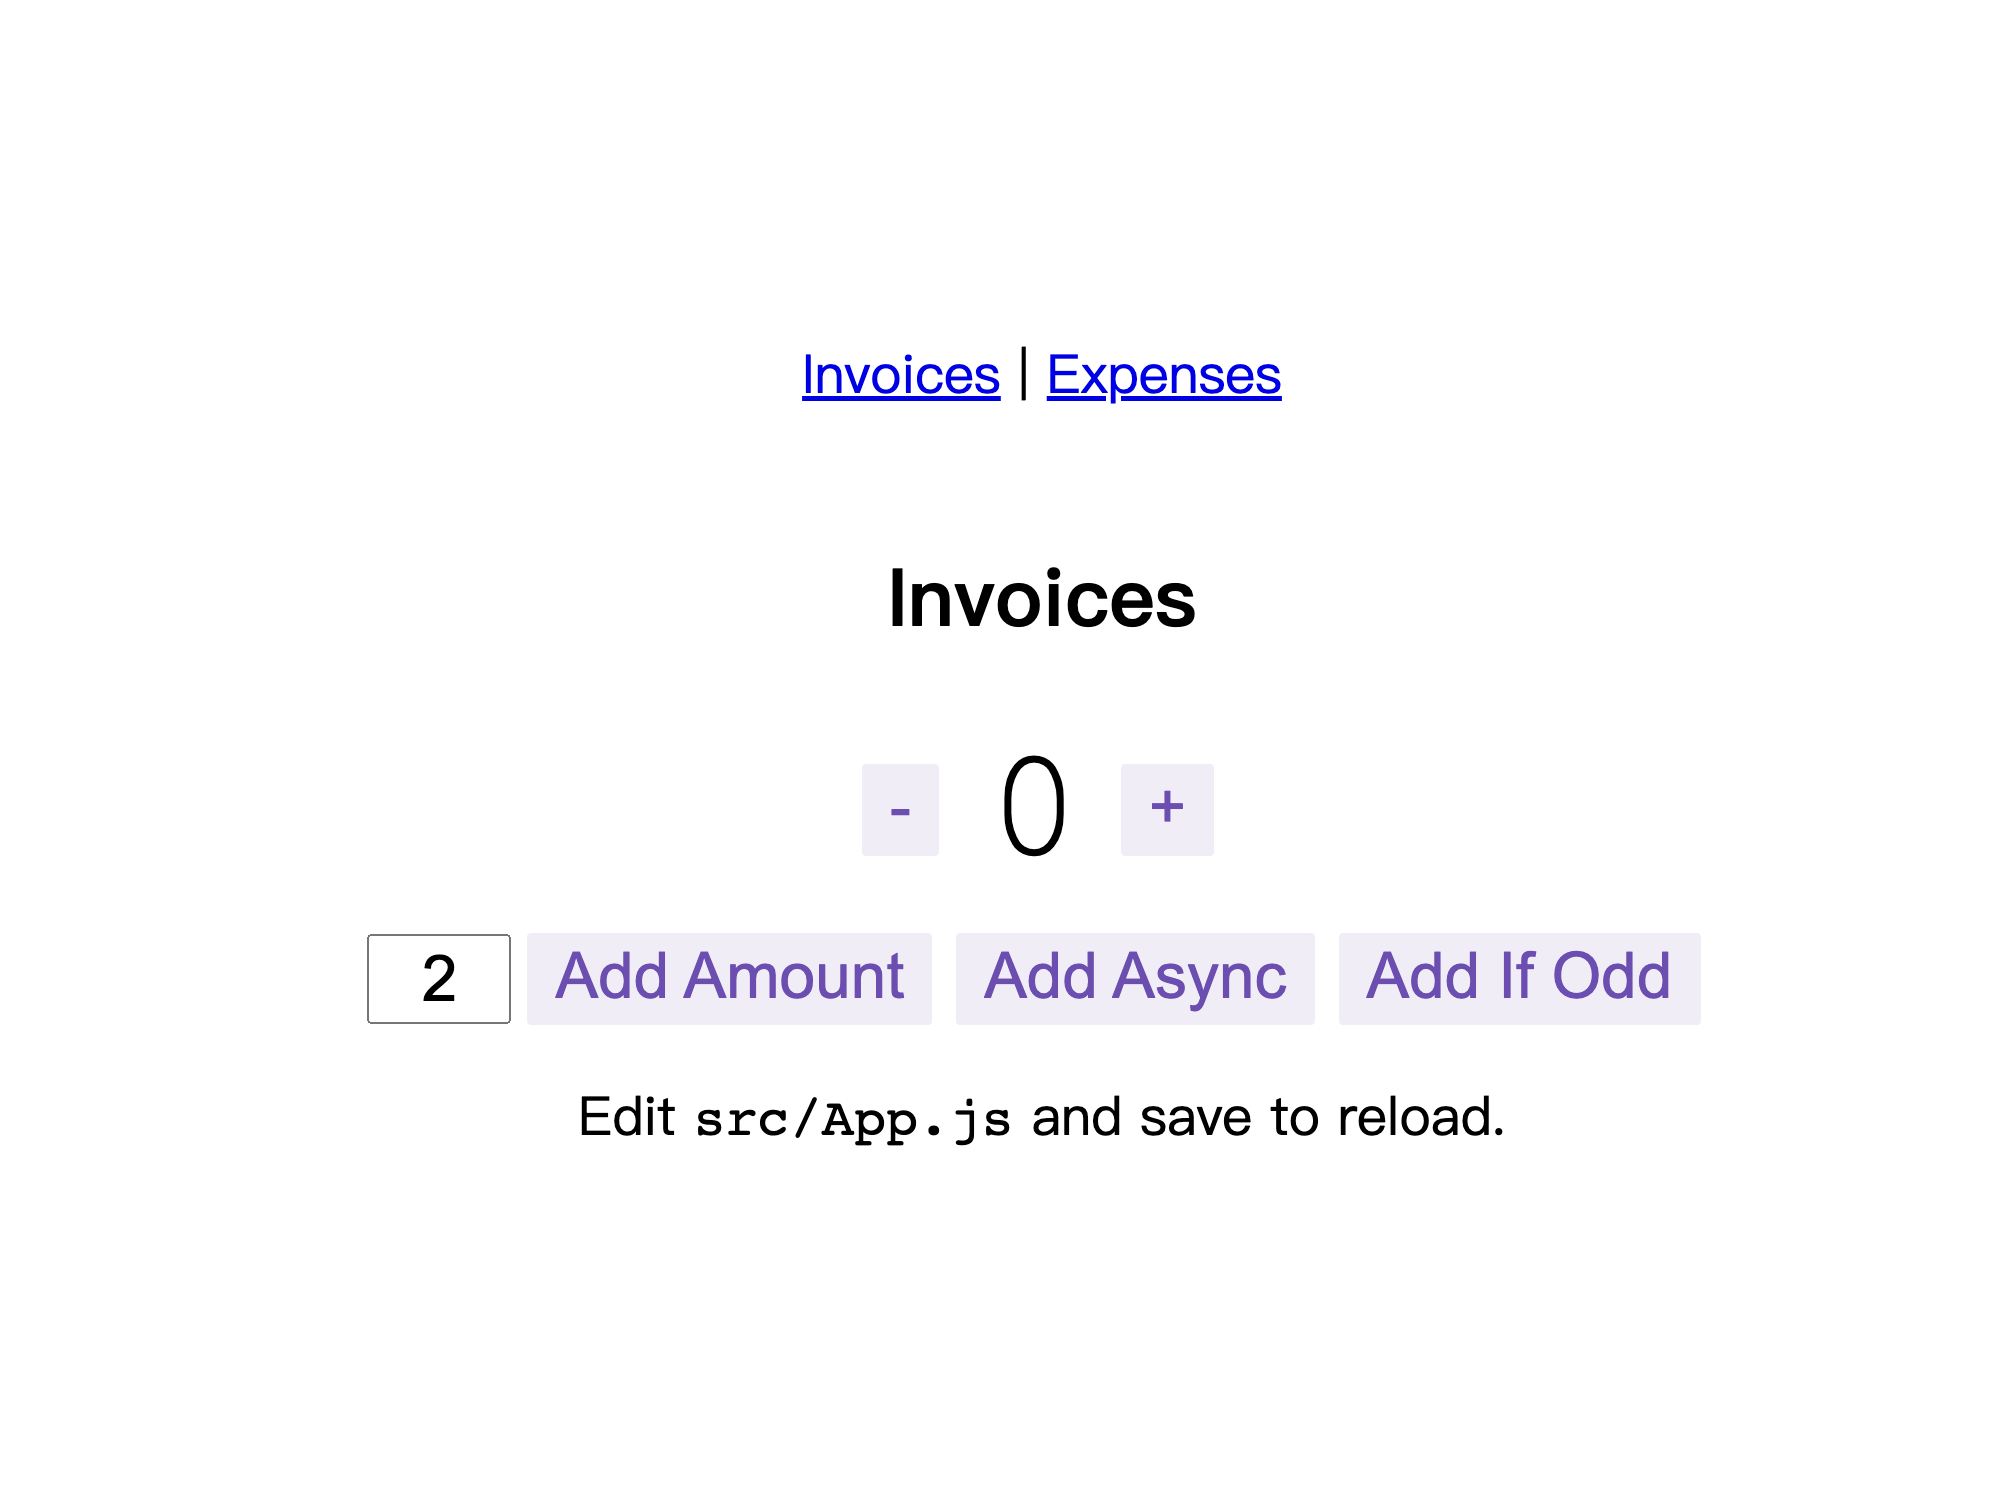 Invoices | Expenses
Invoices
- 0 +
2 Add Amount Add Async Add If Odd
Edit src/App.js and save to reload.